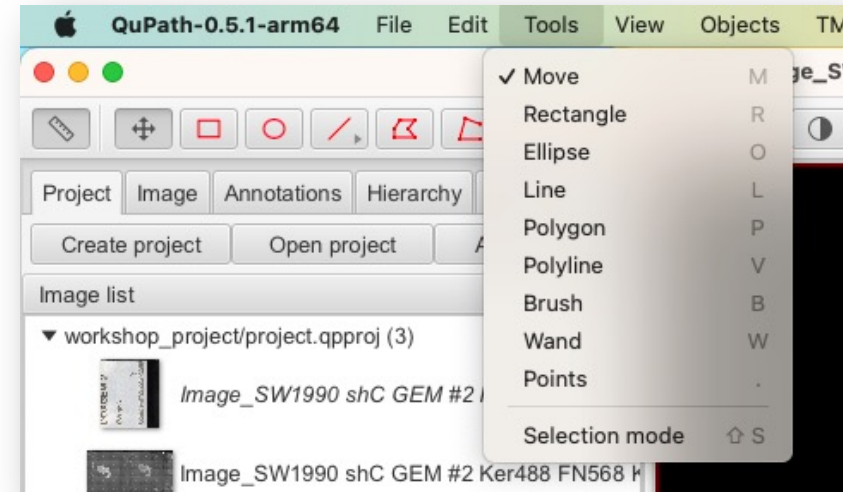 QuPath-0.5.1-arm64 File Edit Tools View Objects TM
ge_S
Move M
Rectangle R
Ellipse O
Line L
Polygon P
Polyline V
Brush B
Wand W
Points .
Selection mode ⇧ S
Project Image Annotations Hierarchy
Create project Open project A
Image list
workshop_project/project.qpproj (3)
Image_SW1990 shC GEM #2
Image_SW1990 shC GEM #2 Ker488 FN568